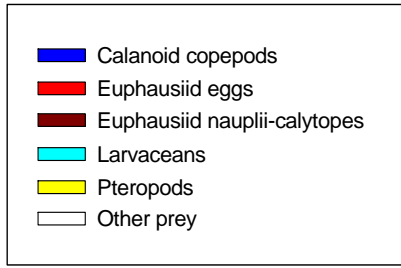 Calanoid copepods
Euphausiid eggs
Euphausiid nauplii-calytopes
Larvaceans
Pteropods
Other prey